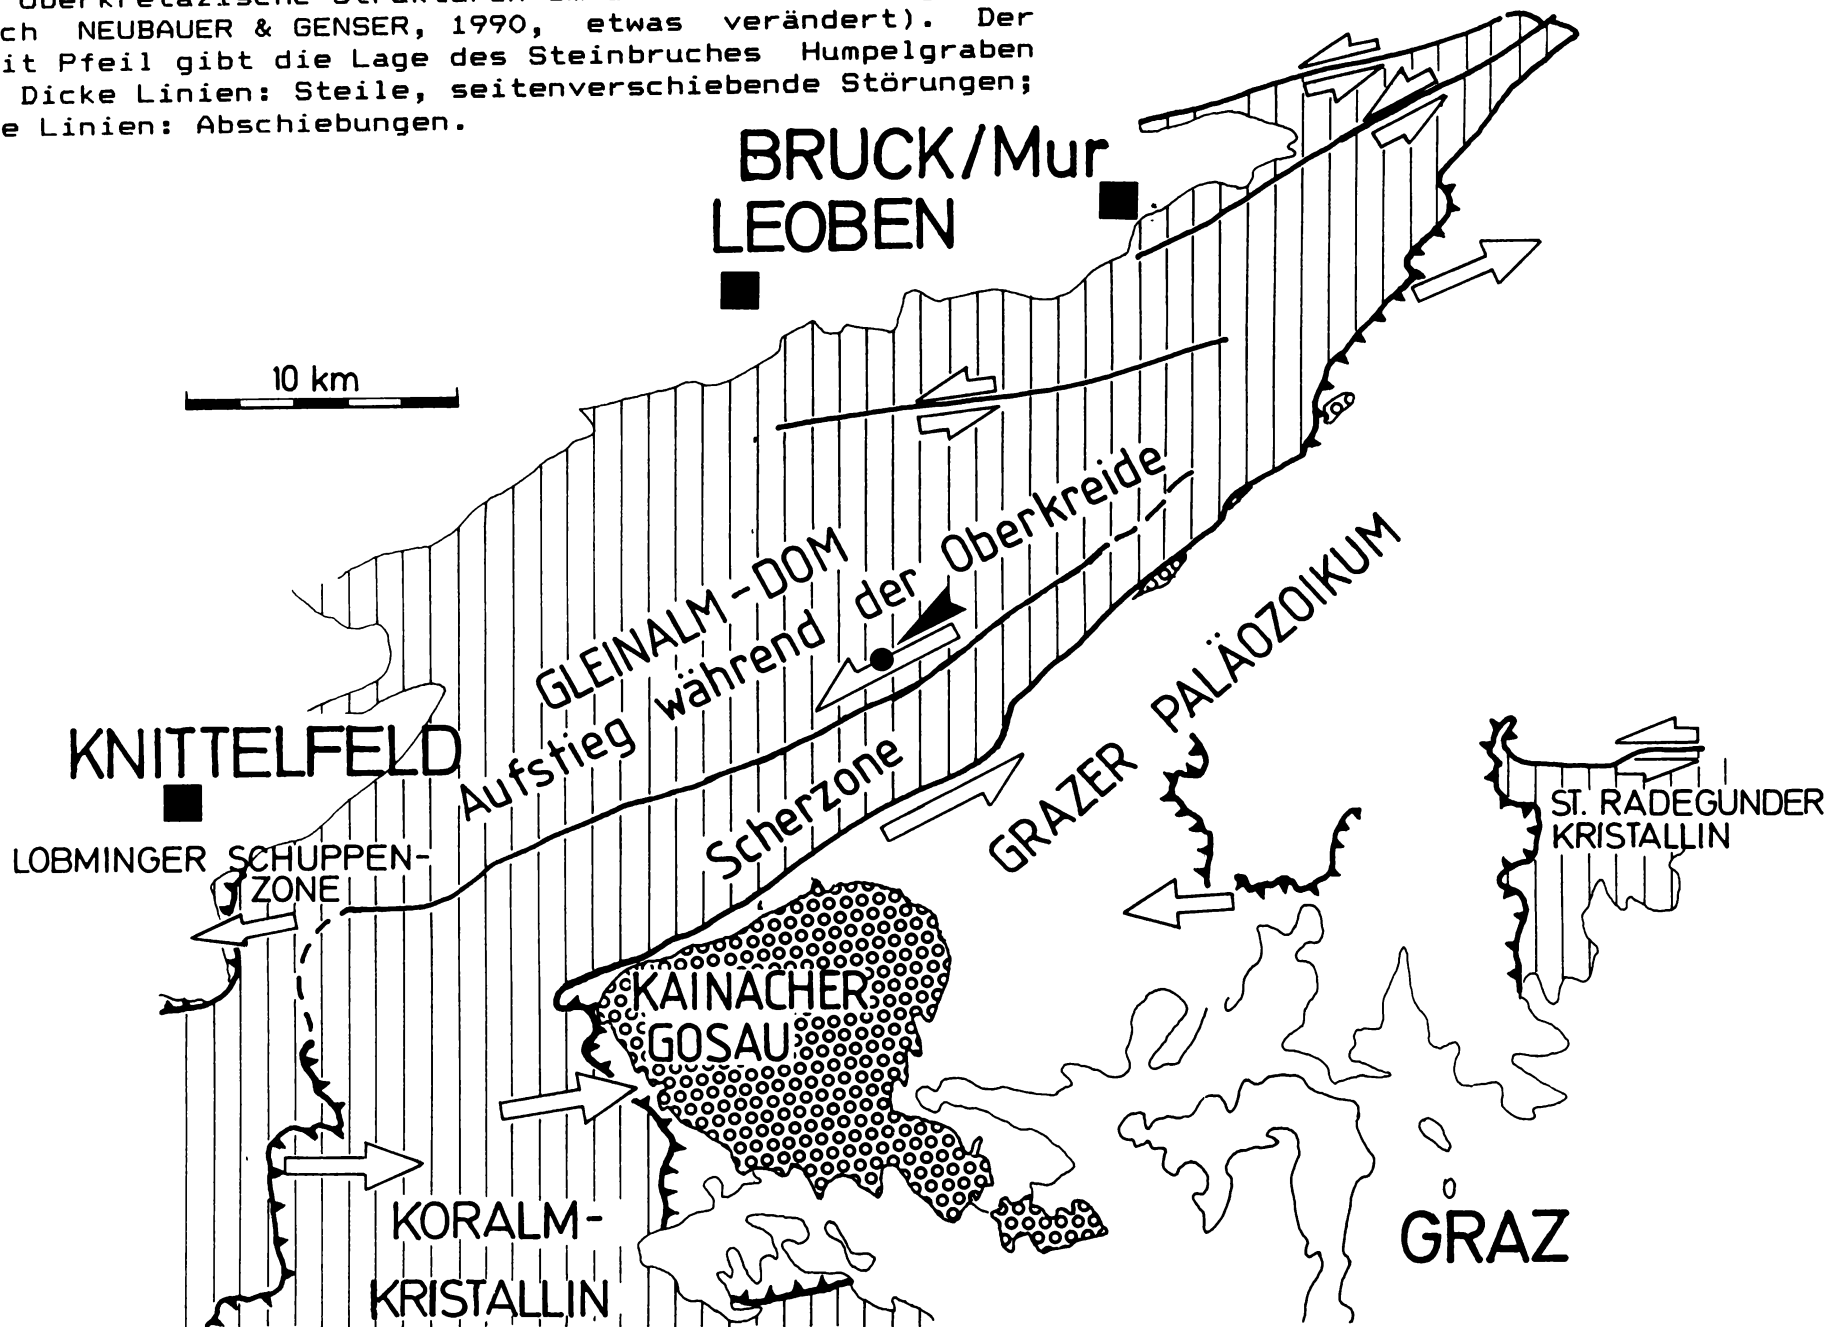 ch NEUBAUER & GENSER, 1990, etwas verändert). Der
it Pfeil gibt die Lage des Steinbruches Humpelgraben
Dicke Linien: Steile, seitenverschiebende Störungen;
e Linien: Abschiebungen.
BRUCK/Mur
LEOBEN
10 km
GLEINALM-DOM
Aufstieg während der Oberkreide
KNITTELFELD
Scherzone
GRAZER PALÄOZOIKUM
ST. RADEGUNDER
KRISTALLIN
LOBMINGER SCHUPPEN-
ZONE
KAINACHER
GOSAU
KORALM-
KRISTALLIN
GRAZ